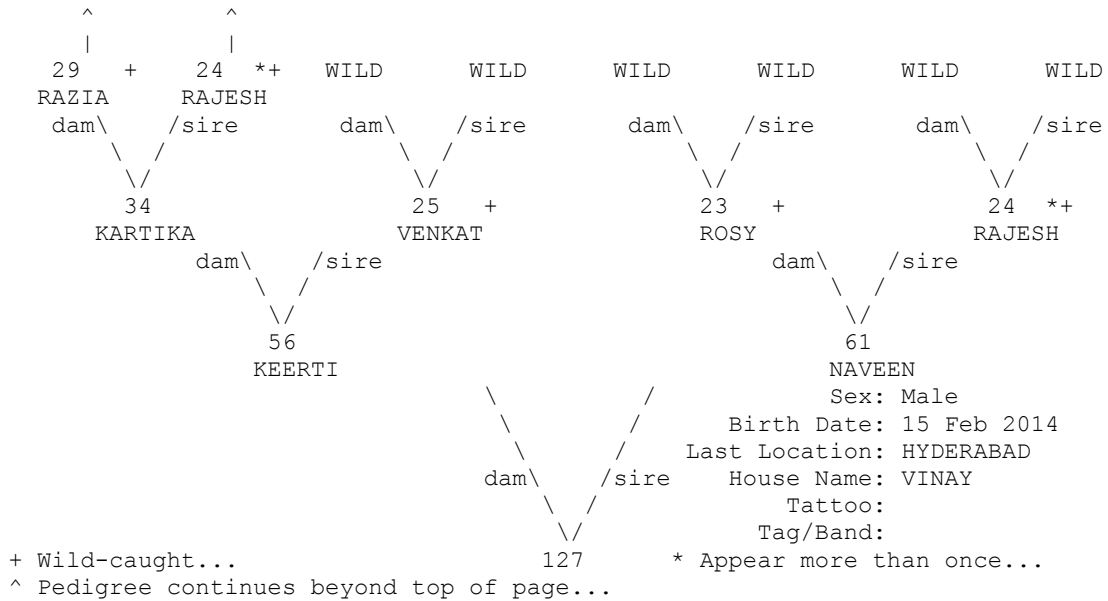 ^ ^
| |
29 + 24 *+ WILD WILD WILD WILD WILD WILD
RAZIA RAJESH
dam\ /sire dam\ /sire dam\ /sire dam\ /sire
\ / \ / \ / \ /
\/ \/ \/ \/
34 25 + 23 + 24 *+
KARTIKA VENKAT ROSY RAJESH
dam\ /sire dam\ /sire
\ / \ /
\/ \/
56 61
KEERTI NAVEEN
\ / Sex: Male
\ / Birth Date: 15 Feb 2014
\ / Last Location: HYDERABAD
dam\ /sire House Name: VINAY
\ / Tattoo:
\/ Tag/Band:
+ Wild-caught... 127 * Appear more than once...
^ Pedigree continues beyond top of page...